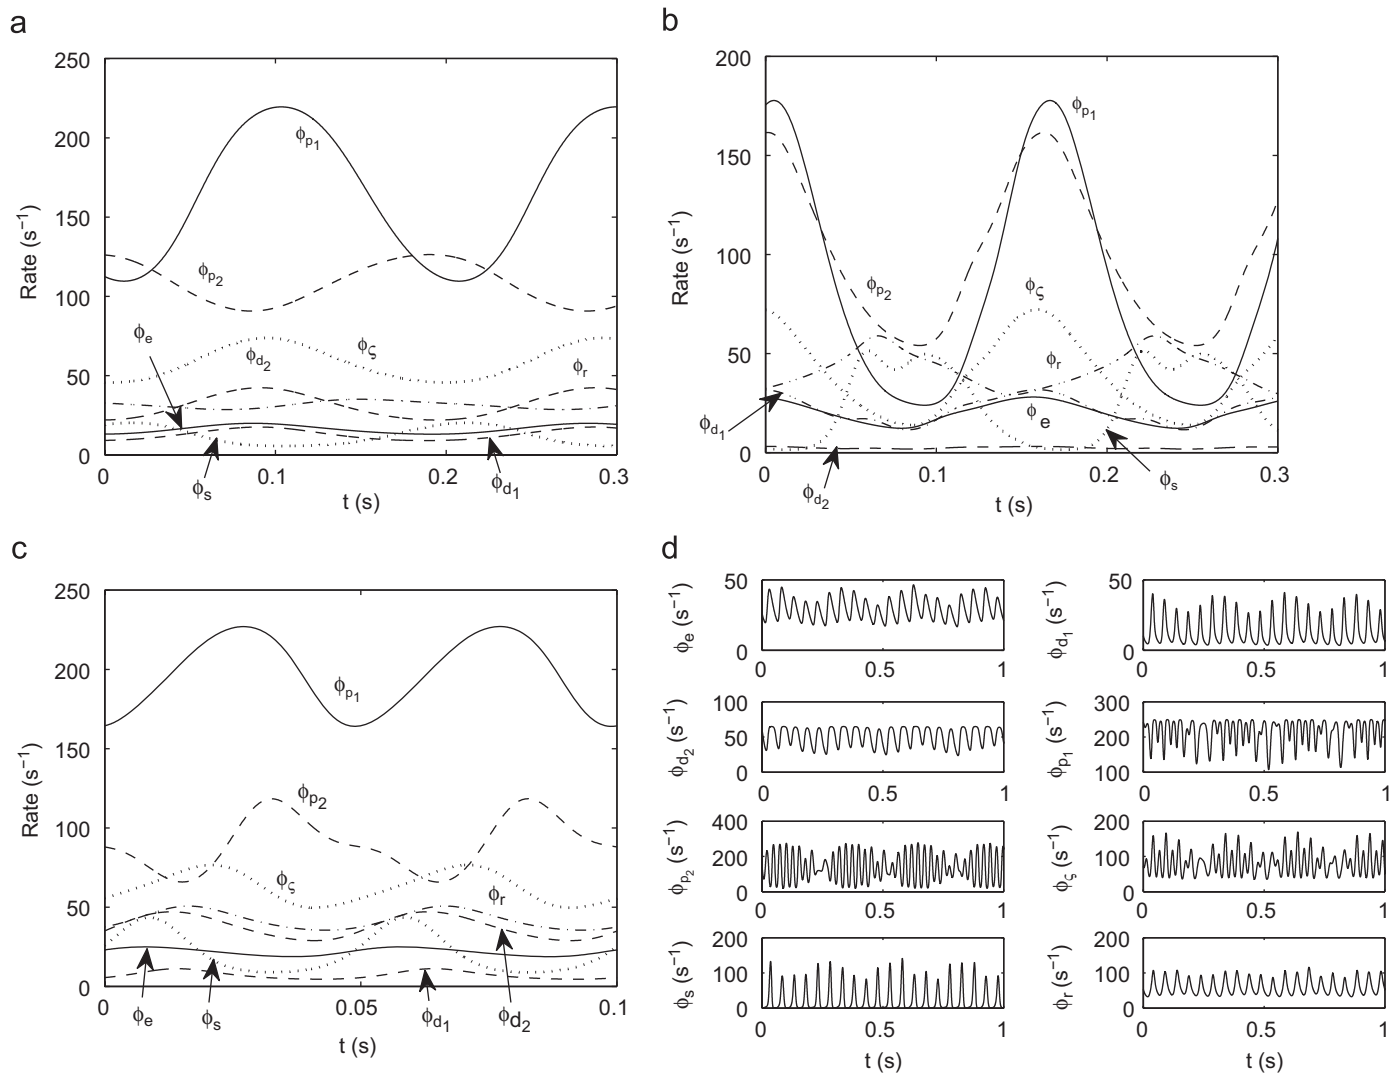 a
250
200
150
100
50
0
Rate (s⁻¹)
ϕp₁
ϕp₂
ϕe
ϕd₂
ϕς
ϕr
ϕs
ϕd₁
0 0.1 0.2 0.3
t (s)
b
200
150
100
50
0
Rate (s⁻¹)
ϕp₁
ϕp₂
ϕς
ϕr
ϕe
ϕd₁
ϕd₂
ϕs
0 0.1 0.2 0.3
t (s)
c
250
200
150
100
50
0
Rate (s⁻¹)
ϕp₁
ϕp₂
ϕς
ϕr
ϕe
ϕs
ϕd₁
ϕd₂
0 0.05 0.1
t (s)
d
ϕe (s⁻¹)
50
0
0 0.5 1
ϕd₁ (s⁻¹)
50
0
0 0.5 1
ϕd₂ (s⁻¹)
100
50
0
0 0.5 1
ϕp₁ (s⁻¹)
300
200
100
0 0.5 1
ϕp₂ (s⁻¹)
400
200
0
0 0.5 1
ϕς (s⁻¹)
200
100
0
0 0.5 1
ϕs (s⁻¹)
200
100
0
0 0.5 1
t (s)
ϕr (s⁻¹)
200
100
0
0 0.5 1
t (s)